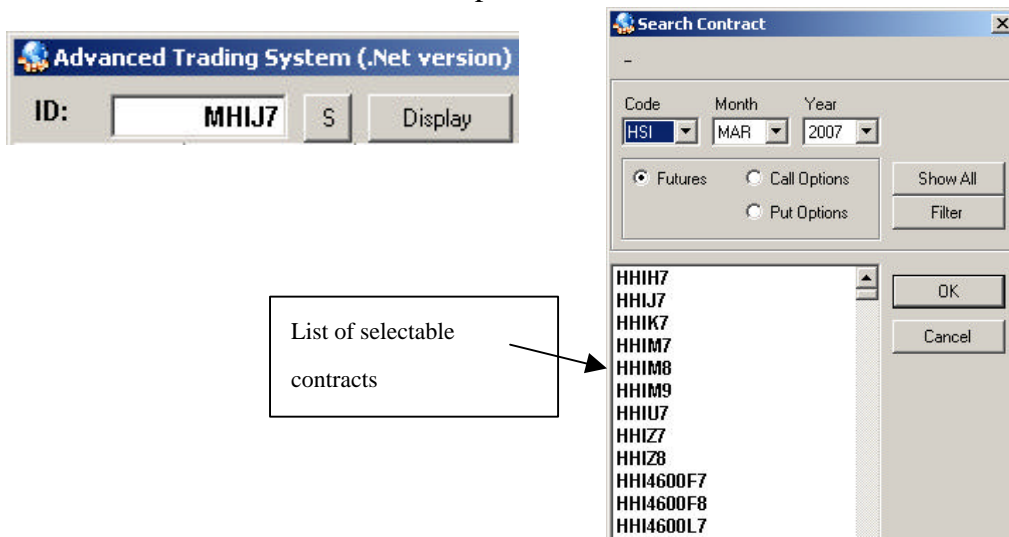 Advanced Trading System (.Net version)
ID: MHIJ7 S Display
Search Contract
-
Code Month Year
HSI MAR 2007
Futures Call Options Show All
Put Options Filter
List of selectable
contracts
HHIH7
HHIJ7
HHIK7
HHIM7
HHIM8
HHIM9
HHIU7
HHIZ7
HHIZ8
HHI4600F7
HHI4600F8
HHI4600L7
OK
Cancel